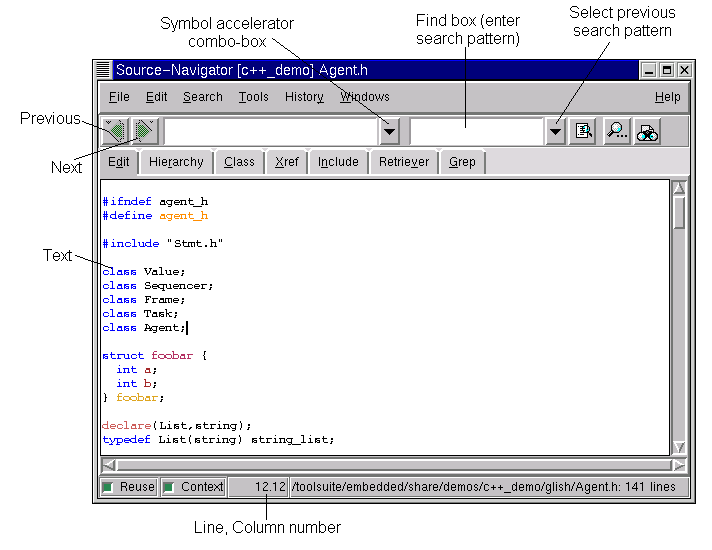 Symbol accelerator
combo-box
Find box (enter
search pattern)
Select previous
search pattern
Source-Navigator [c++_demo] Agent.h
File Edit Search Tools History Windows Help
Previous
Next
Edit Hierarchy Class Xref Include Retriever Grep
#ifndef agent_h
#define agent_h
#include "Stmt.h"
Text
class Value;
class Sequencer;
class Frame;
class Task;
class Agent;
struct foobar {
int a;
int b;
} foobar;
declare(List,string);
typedef List(string) string_list;
Reuse Context 12.12 /toolsuite/embedded/share/demos/c++_demo/glish/Agent.h: 141 lines
Line, Column number